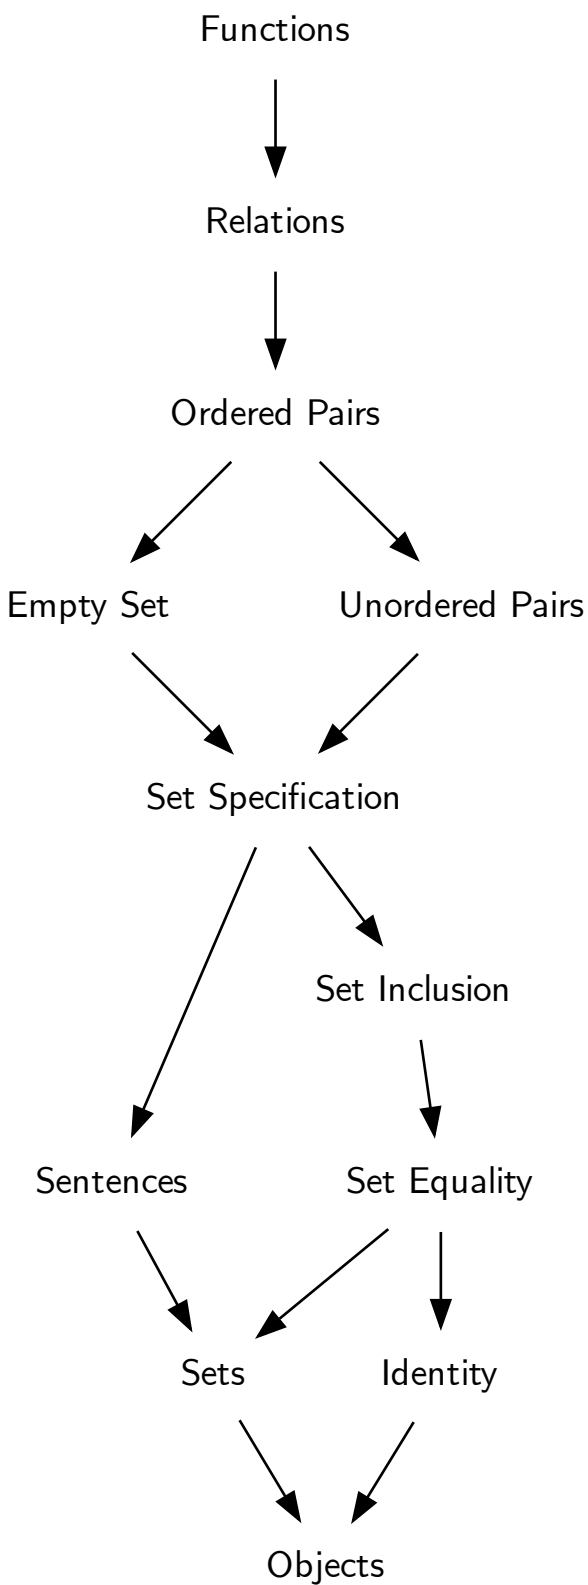 Functions
Relations
Ordered Pairs
Empty Set
Unordered Pairs
Set Specification
Set Inclusion
Sentences
Set Equality
Sets
Identity
Objects